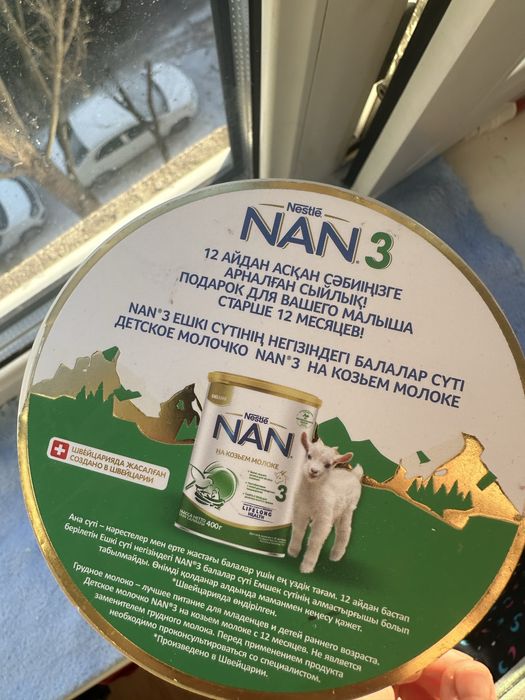 Nestlé
NAN® 3
12 АЙДАН АСҚАН СӘБИІҢІЗГЕ
АРНАЛҒАН СЫЙЛЫҚ!
ПОДАРОК ДЛЯ ВАШЕГО МАЛЫША
СТАРШЕ 12 МЕСЯЦЕВ!
NAN®3 ЕШКІ СҮТІНІҢ НЕГІЗІНДЕГІ БАЛАЛАР СҮТІ
ДЕТСКОЕ МОЛОЧКО NAN®3 НА КОЗЬЕМ МОЛОКЕ
ШВЕЙЦАРИЯДА ЖАСАЛҒАН
СОЗДАНО В ШВЕЙЦАРИИ
Nestlé
NAN®
НА КОЗЬЕМ МОЛОКЕ
3
LIFELONG
HEALTH
МАССА НЕТТО
400г
Ана сүті – нәрестелер мен ерте жастағы балалар үшін ең үздік тағам. 12 айдан бастап
берілетін Ешкі сүті негізіндегі NAN®3 балалар сүті Емшек сүтінің алмастырғышы болып
табылмайды. Өнімді қолданар алдында маманмен кеңесу қажет.
*Швейцарияда өндірілген.
Грудное молоко – лучшее питание для младенцев и детей раннего возраста.
Детское молочко NAN®3 на козьем молоке с 12 месяцев. Не является
заменителем грудного молока. Перед применением продукта
необходимо проконсультироваться со специалистом.
*Произведено в Швейцарии.